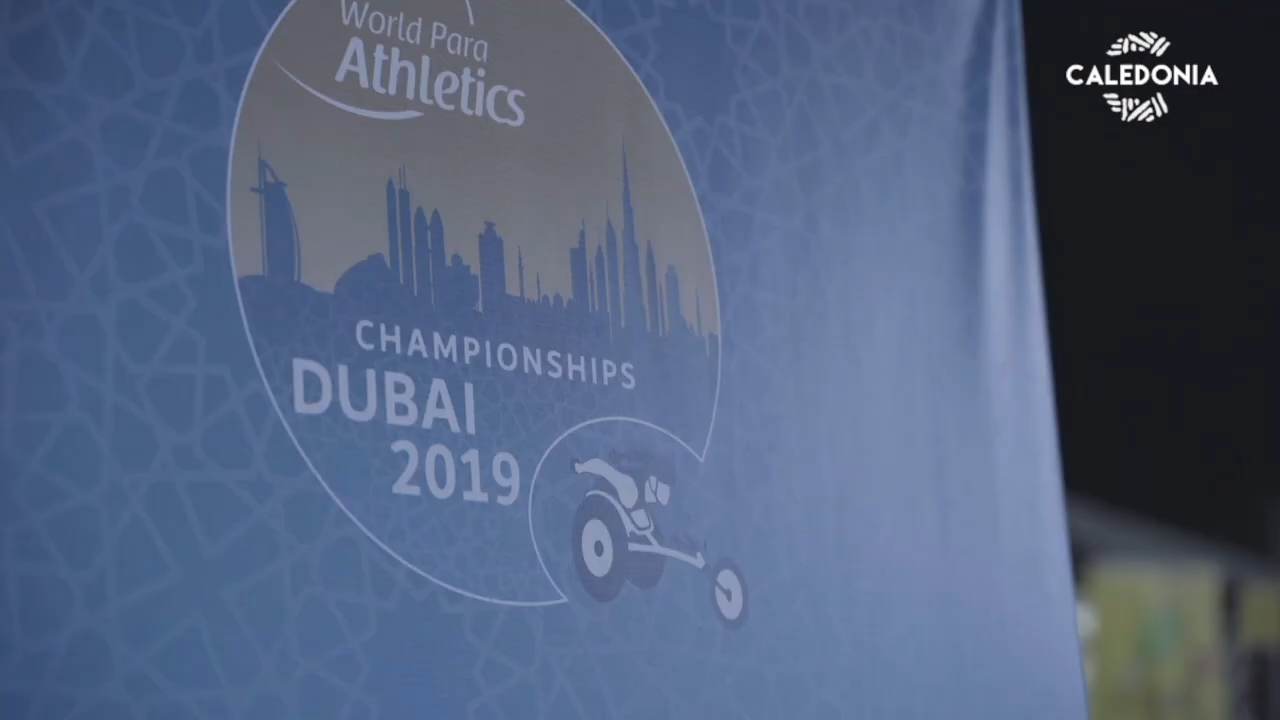 World Para
Athletics
CALEDONIA
CHAMPIONSHIPS
DUBAI
2019